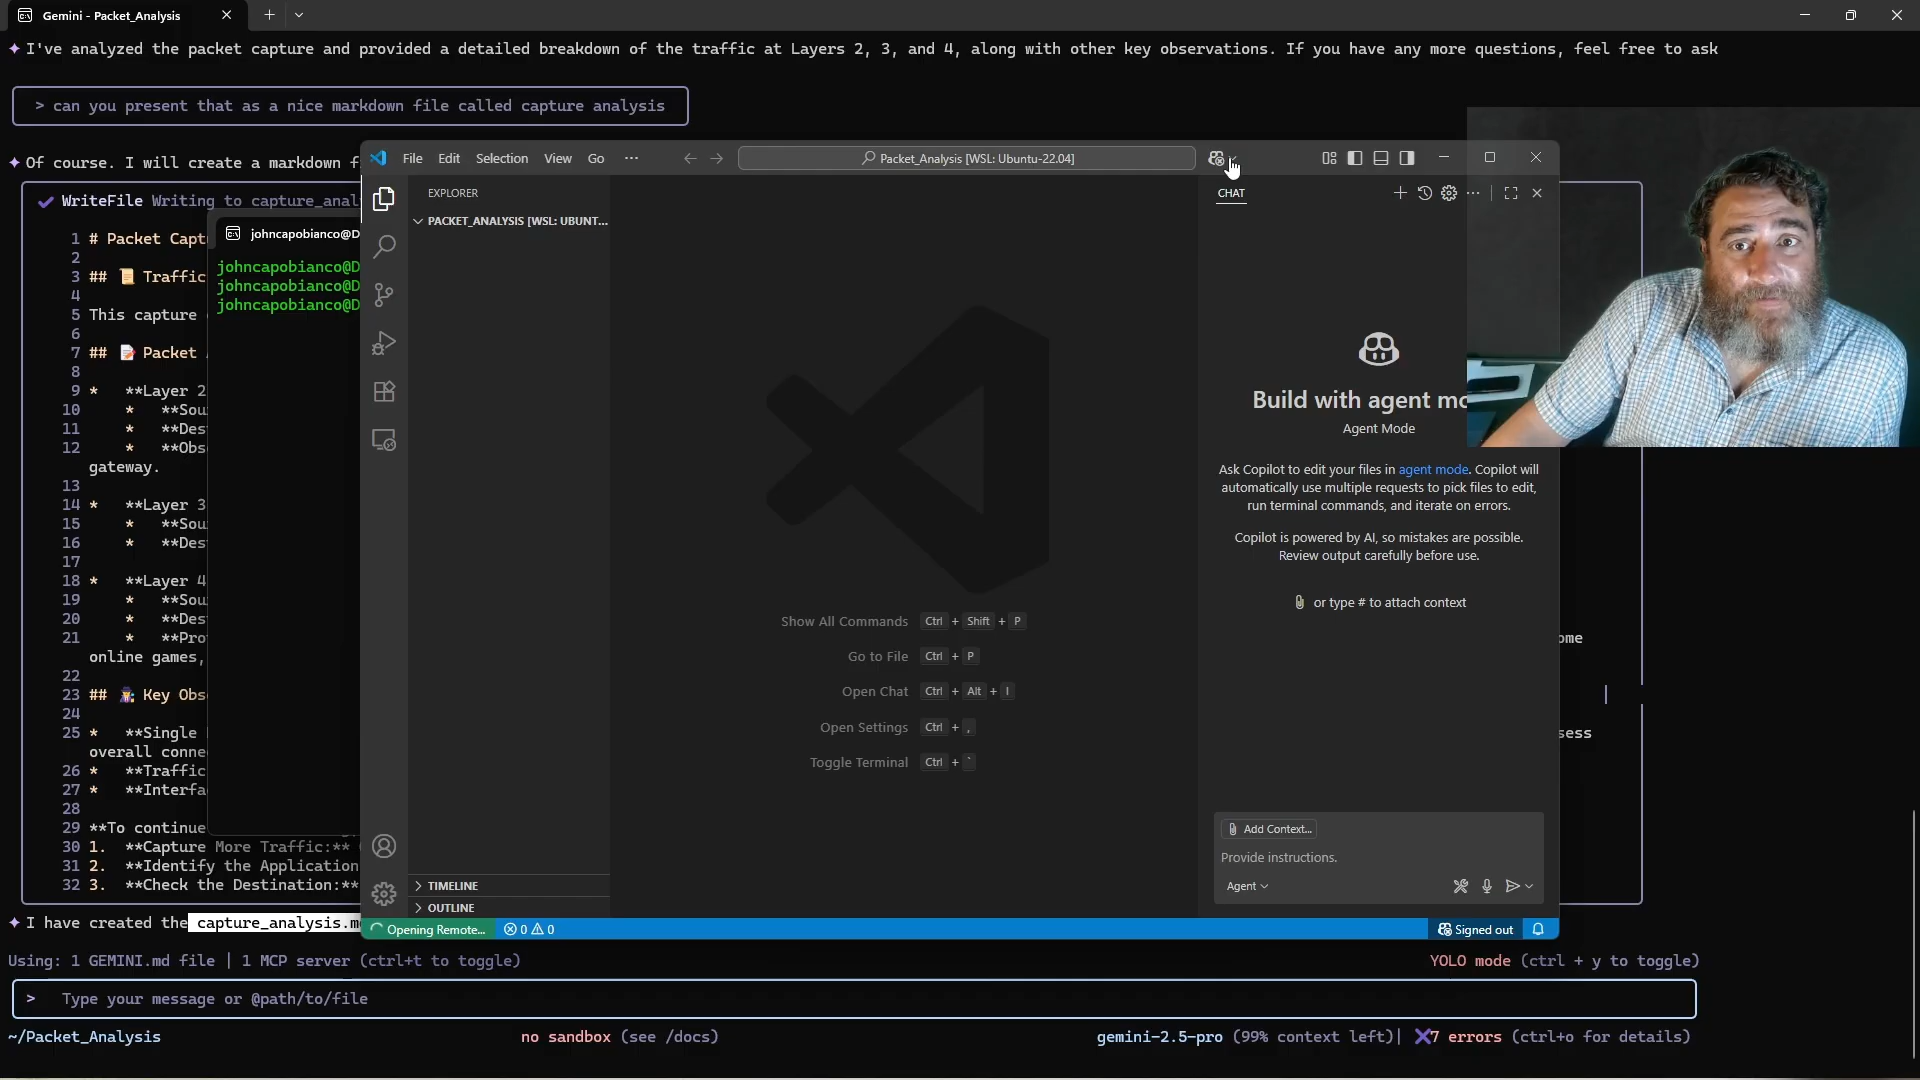 Gemini - Packet_Analysis
✦ I've analyzed the packet capture and provided a detailed breakdown of the traffic at Layers 2, 3, and 4, along with other key observations. If you have any more questions, feel free to ask
> can you present that as a nice markdown file called capture analysis
✦ Of course. I will create a markdown
WriteFile Writing to
1 # Packet
2
3 ## 📜 Traffic
4
5 This capture
6
7 ## 📝 Packet
8
9 * **Layer 2
10 *
11 *
12 *
gateway.
13
14 * **Layer 3
15 *
16 *
17
18 * **Layer 4
19 *
20 *
21 *
online games,
22
23 ## Key
24
25 * **Single
overall
26 * **Traffic
27 *
28
29 **To continue
30 1. **Capture More Traffic:**
31 2. **Identify the Application
32 3. **Check the Destination:**
✦ I have created the capture_analysis.m
Using: 1 GEMINI.md file | 1 MCP server (ctrl+t to toggle)
YOLO mode (ctrl + y to toggle)
> Type your message or @path/to/file
~/Packet_Analysis
no sandbox (see /docs)
gemini-2.5-pro (99% context left)| ✖7 errors (ctrl+o for details)
johncapobianco@D
johncapobianco@D
johncapobianco@D
johncapobianco@D
File Edit Selection View Go ···
Packet_Analysis [WSL: Ubuntu-22.04]
EXPLORER
PACKET_ANALYSIS [WSL: UBUNT...
Show All Commands Ctrl + Shift + P
Go to File Ctrl + P
Open Chat Ctrl + Alt + I
Open Settings Ctrl + ,
Toggle Terminal Ctrl + `
TIMELINE
OUTLINE
Opening Remote...
0 0
Signed out
CHAT
Build with agent mo
Agent Mode
Ask Copilot to edit your files in agent mode. Copilot will
automatically use multiple requests to pick files to edit,
run terminal commands, and iterate on errors.
Copilot is powered by AI, so mistakes are possible.
Review output carefully before use.
or type # to attach context
Add Context...
Provide instructions.
Agent
ome
sess